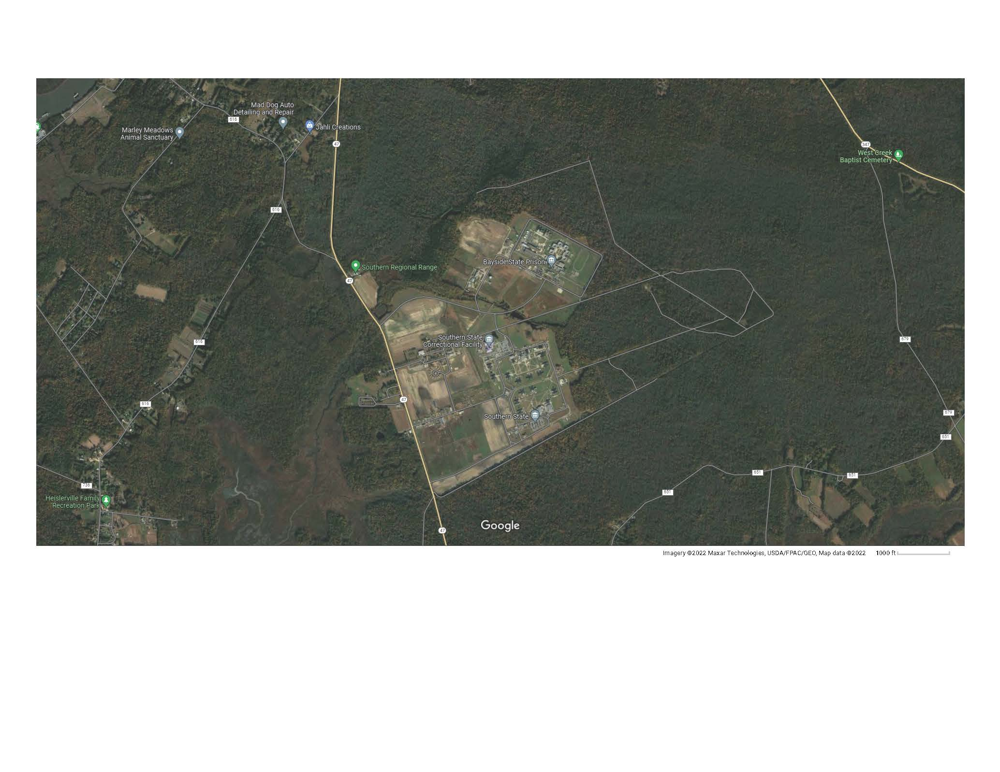 Mad Dog Auto
Detailing and Repair
616
Jahli Creations
Marley Meadows
Animal Sanctuary
47
347
West Creek
Baptist Cemetery
616
Bayside State Prison
Southern Regional Range
47
Southern State
Correctional Facility
616
679
47
616
679
Southern State
651
651
651
736
651
Heislerville Family
Recreation Park
47
Google
Imagery ©2022 Maxar Technologies, USDA/FPAC/GEO, Map data ©2022 1000 ft